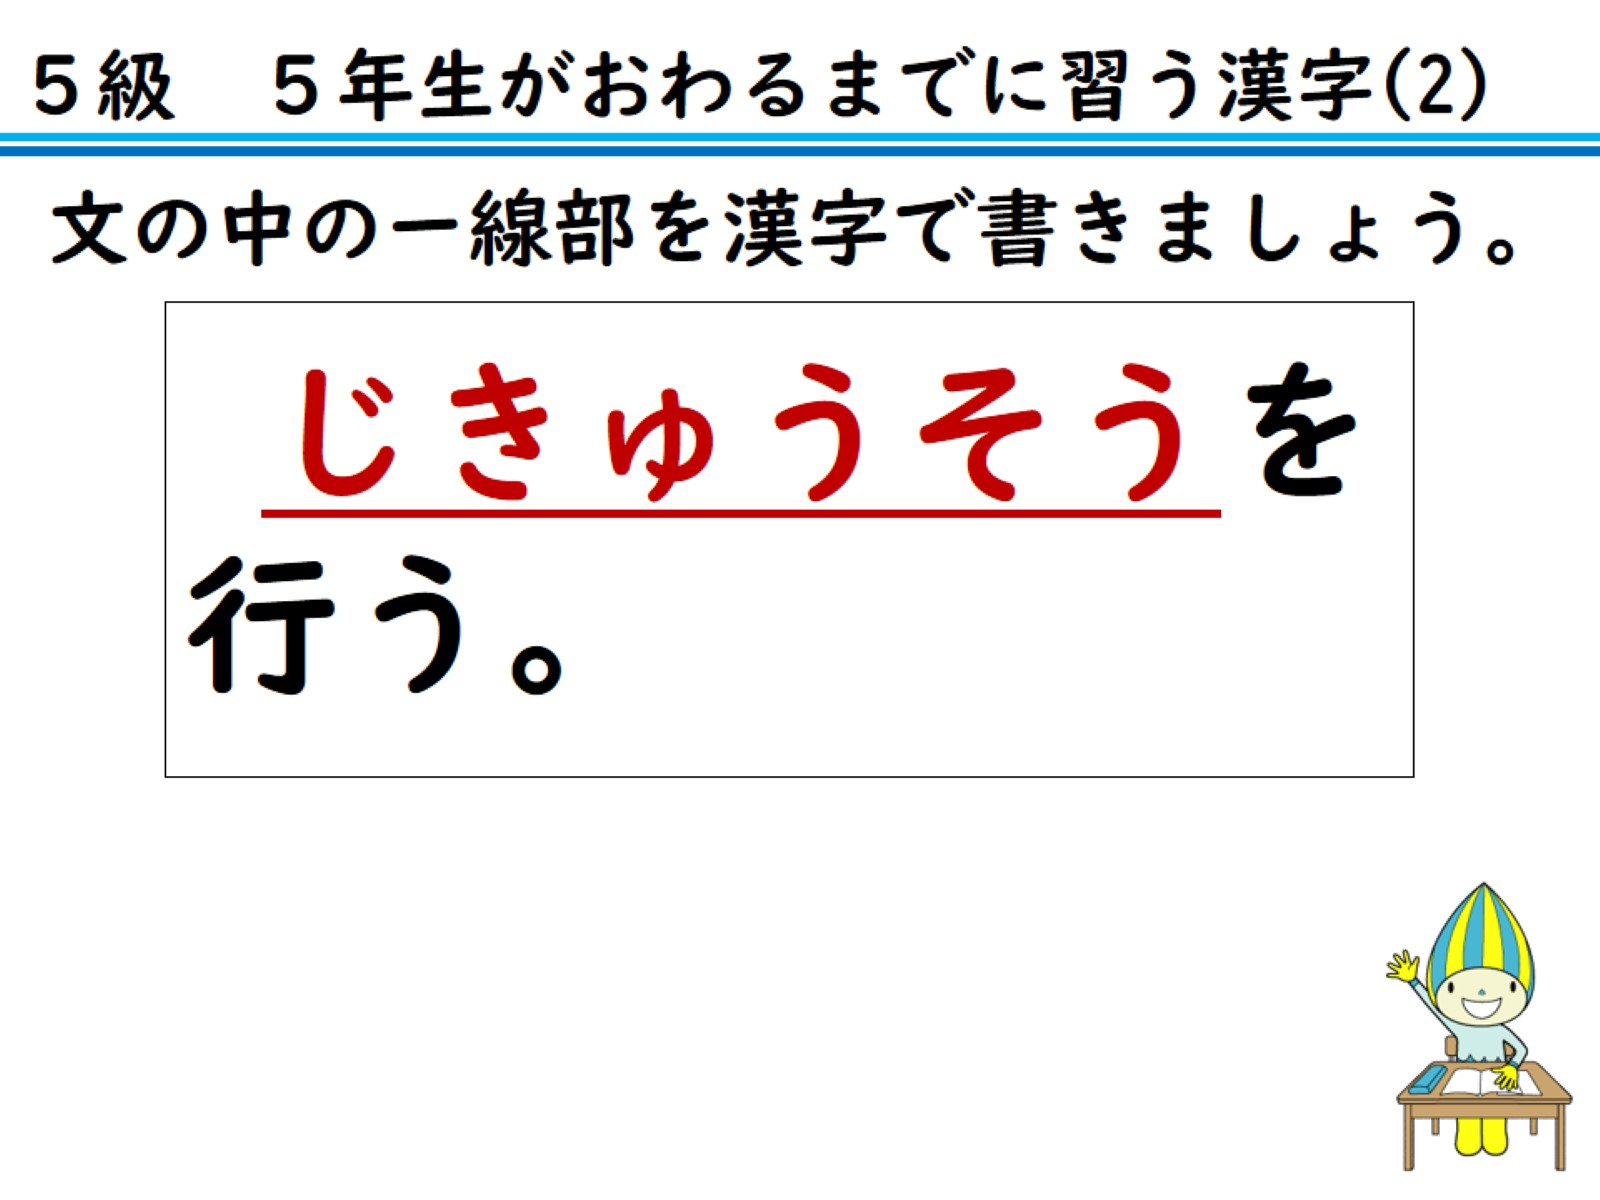 ５級　５年生がおわるまでに習う漢字(2)
文の中の一線部を漢字で書きましょう。
じきゅうそうを
行う。